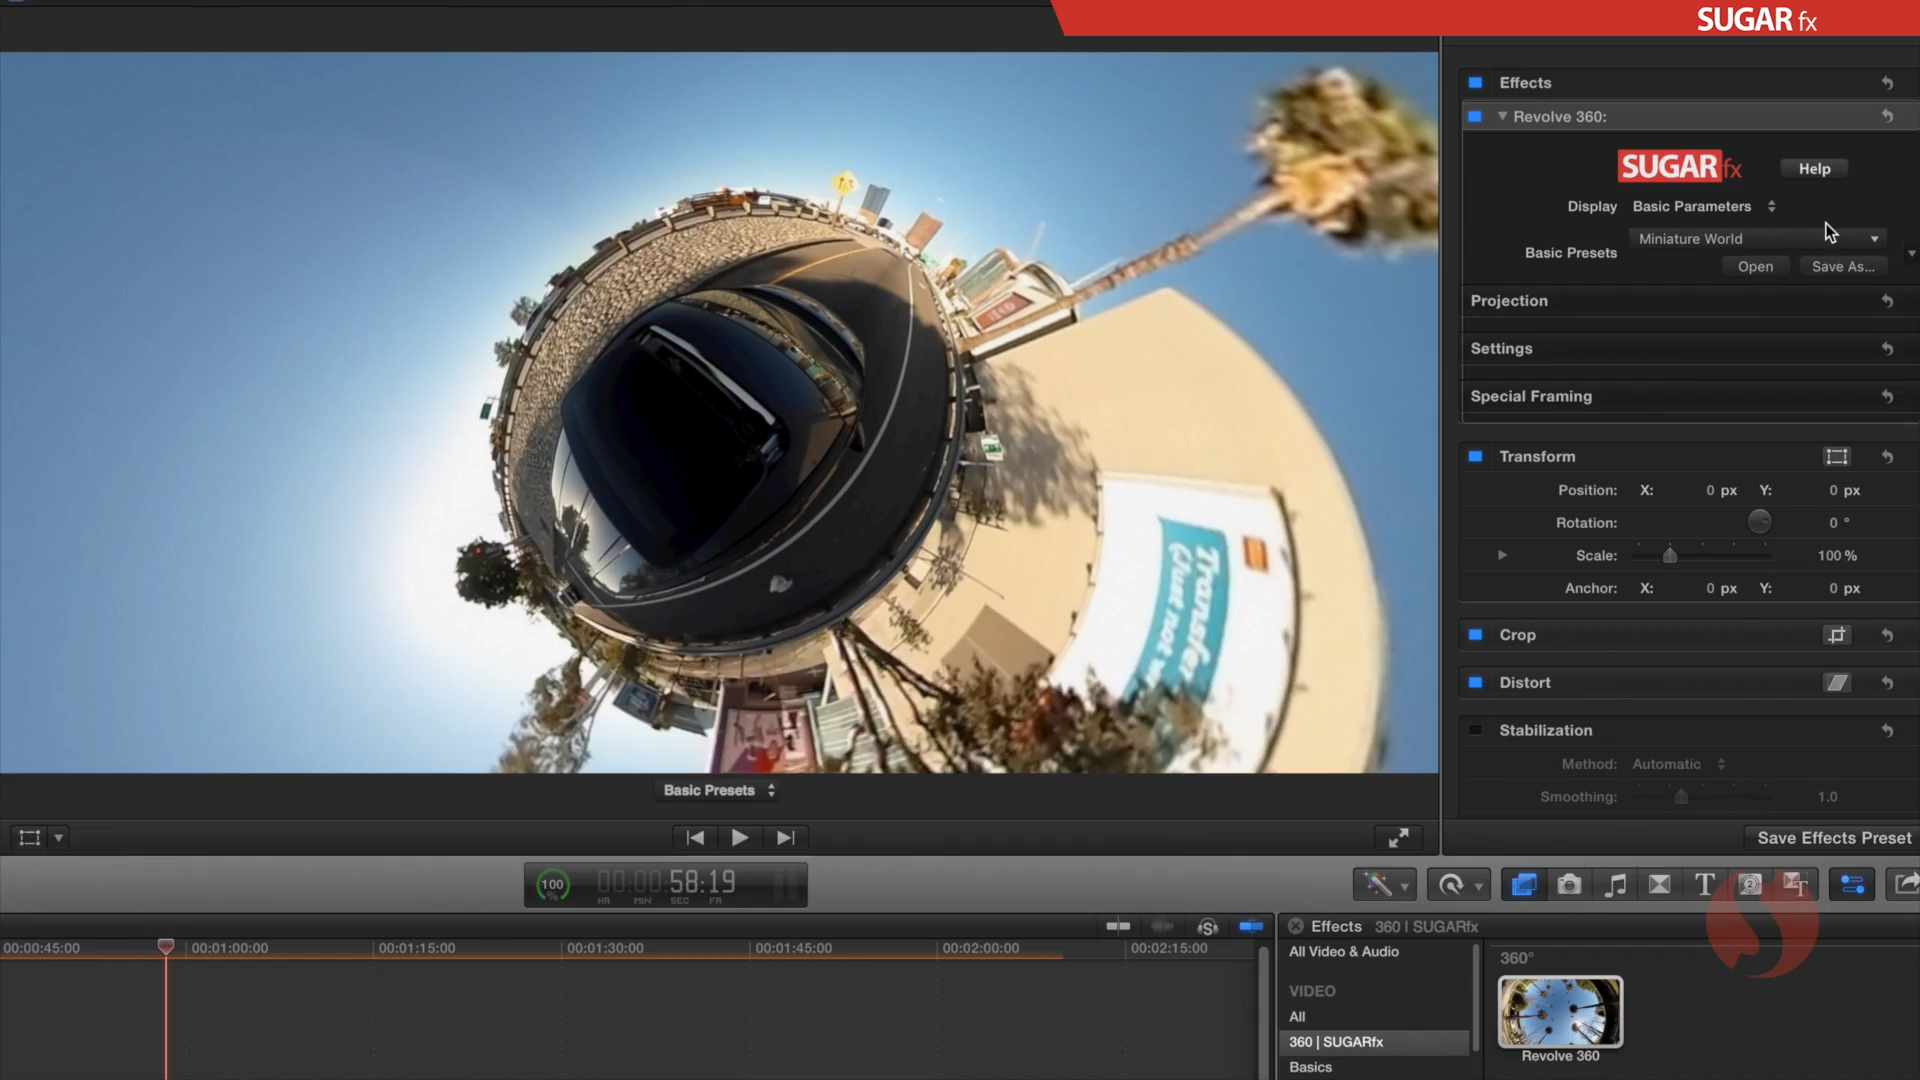 SUGAR fx
Effects
Revolve 360:
SUGARfx
Help
Display
Basic Parameters
Basic Presets
Miniature World
Open
Save As...
Projection
Settings
Special Framing
Transform
Position: X: 0 px Y: 0 px
Rotation: 0 °
Scale: 100 %
Anchor: X: 0 px Y: 0 px
Crop
Distort
Stabilization
Method: Automatic
Smoothing: 1.0
Transfer
Just not
Basic Presets
Save Effects Preset
100
%
00:00:58:19
HR MIN SEC FR
T
00:00:45:00
00:01:00:00
00:01:15:00
00:01:30:00
00:01:45:00
00:02:00:00
00:02:15:00
Effects 360 | SUGARfx
All Video & Audio
VIDEO
All
360 | SUGARfx
Basics
360°
Revolve 360